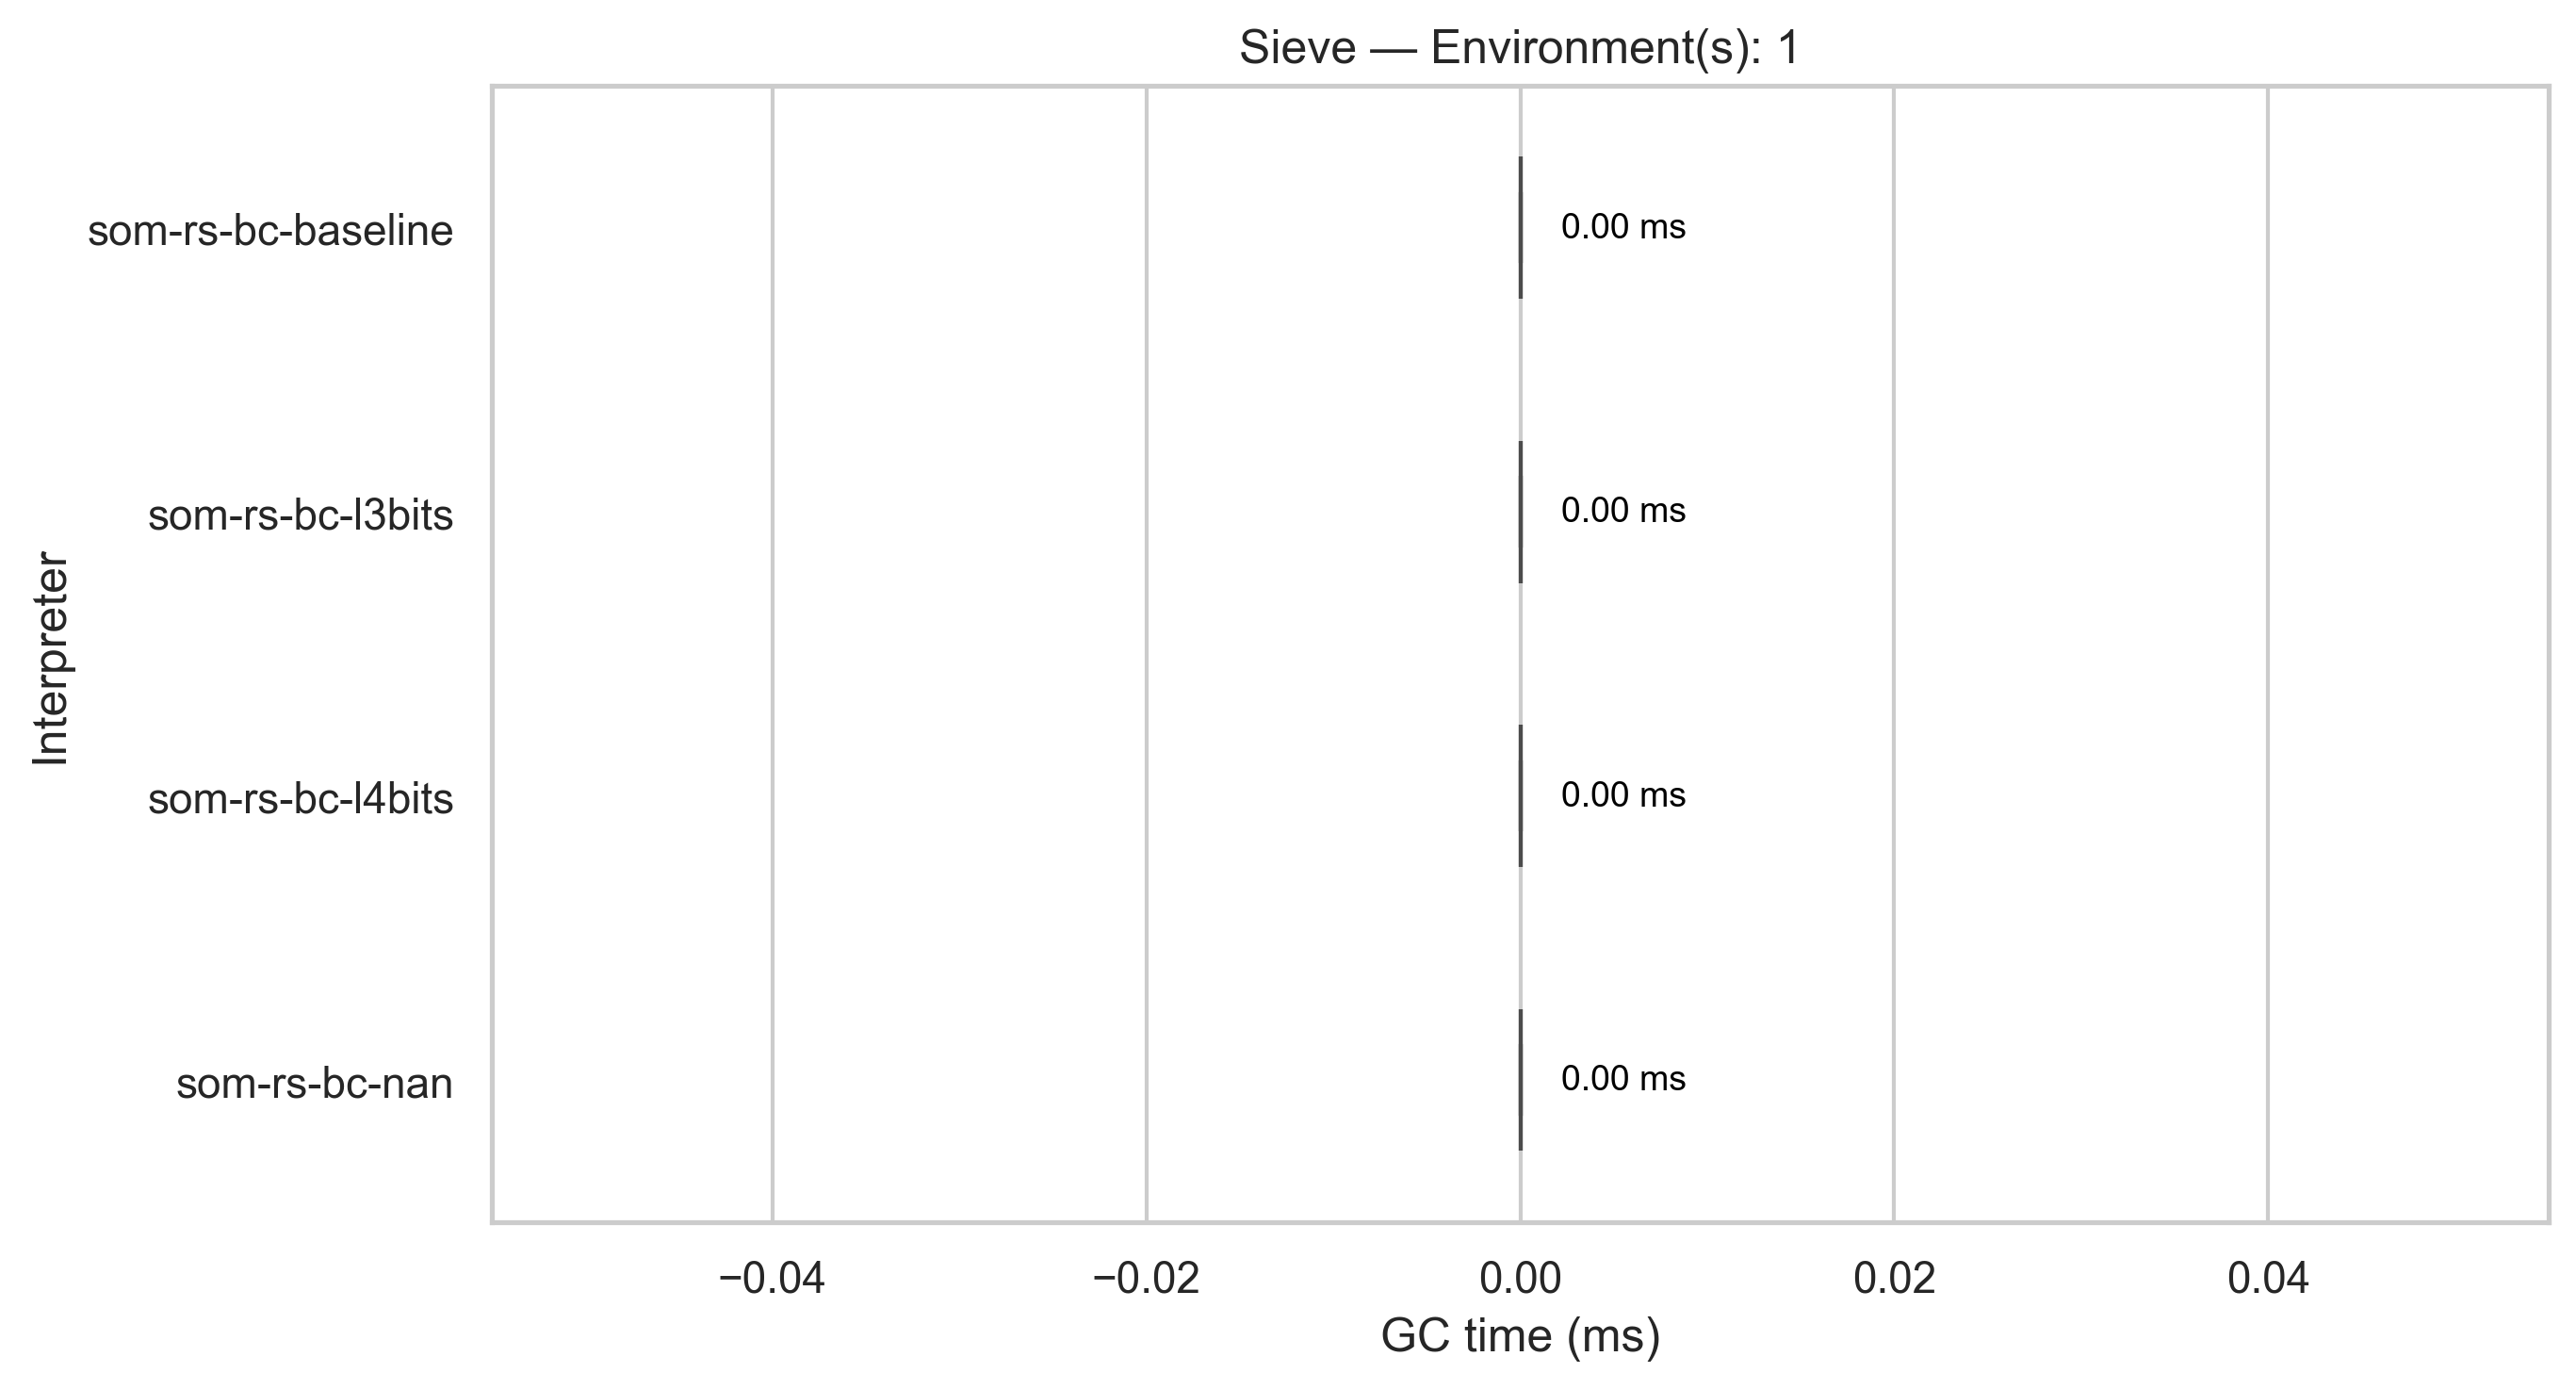 Sieve — Environment(s): 1
som-rs-bc-baseline
0.00 ms
som-rs-bc-l3bits
0.00 ms
som-rs-bc-l4bits
0.00 ms
som-rs-bc-nan
0.00 ms
Interpreter
−0.04
−0.02
0.00
0.02
0.04
GC time (ms)